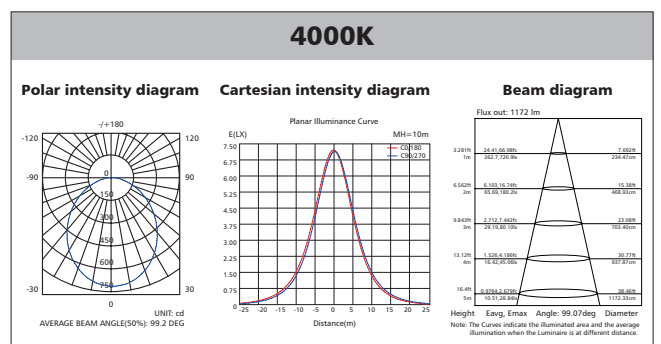 4000K
Polar intensity diagram
Cartesian intensity diagram
Beam diagram
-/+180
-120
120
-90
90
-30
30
0
0
150
300
450
600
750
UNIT: cd
AVERAGE BEAM ANGLE(50%): 99.2 DEG
Planar Illuminance Curve
E(LX)
MH=10m
C0/180
C90/270
7.50
6.75
6.00
5.25
4.50
3.75
3.00
2.25
1.50
0.75
0
-25 -20 -15 -10 -5 0 5 10 15 20 25
Distance(m)
Flux out: 1172 lm
3.281ft 24.41,66.98fc 7.692ft
1m 262.7,720.9lx 234.47cm
6.562ft 6.103,16.74fc 15.38ft
2m 65.69,180.2lx 468.93cm
9.843ft 2.712,7.442fc 23.08ft
3m 29.19,80.10lx 703.40cm
13.12ft 1.526,4.186fc 30.77ft
4m 16.42,45.06lx 937.87cm
16.4ft 0.9764,2.679fc 38.46ft
5m 10.51,28.84lx 1172.33cm
Height Eavg, Emax Angle: 99.07deg Diameter
Note: The Curves indicate the illuminated area and the average
illumination when the Luminaire is at different distance.